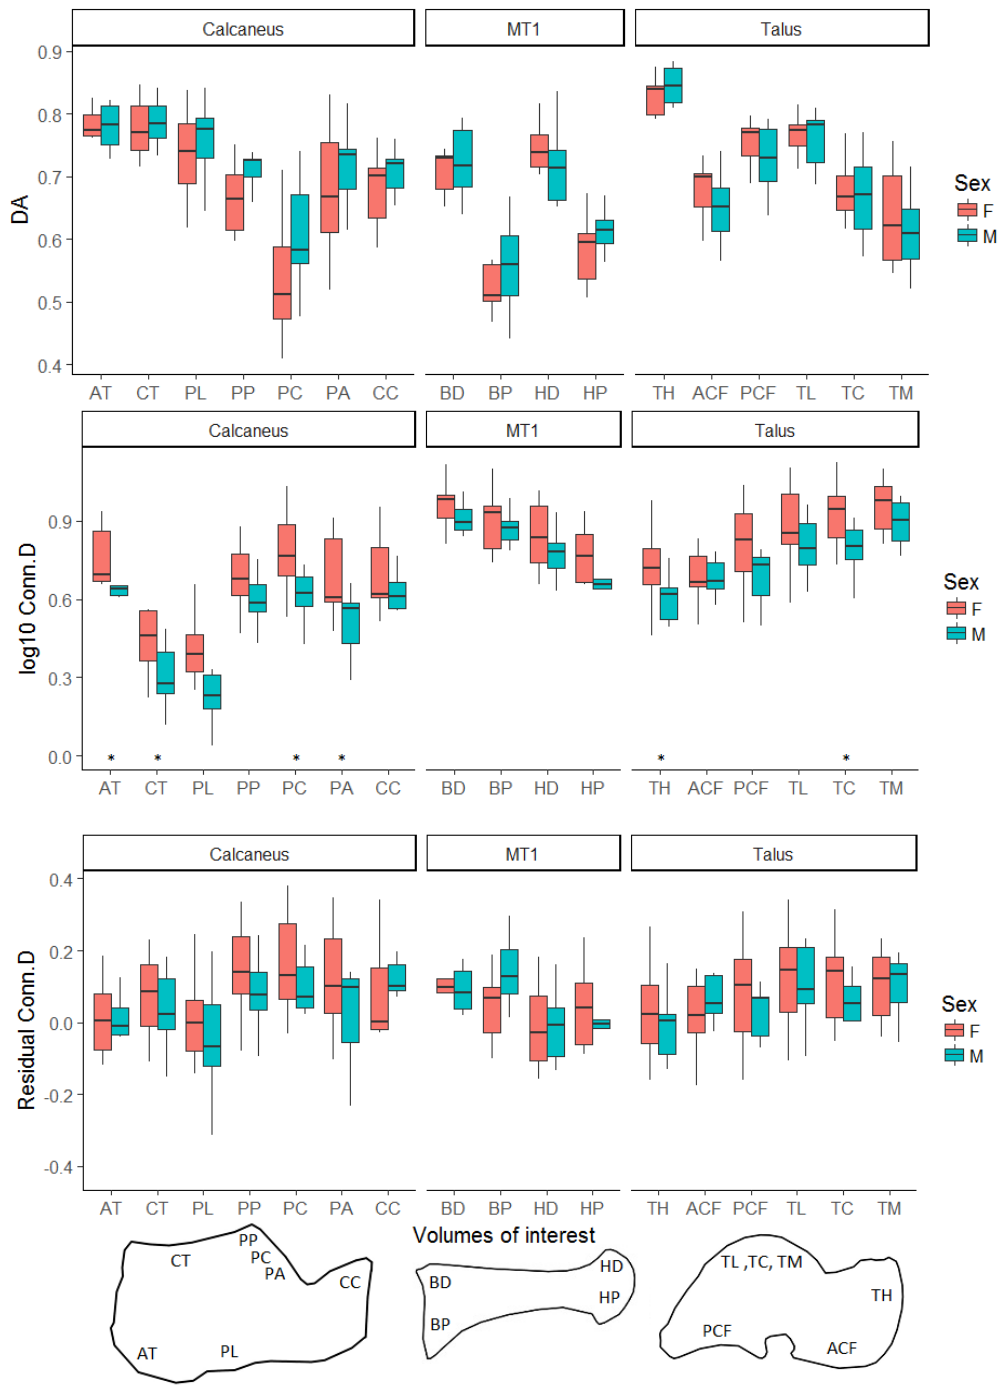 Calcaneus MT1 Talus
0.9
0.8
0.7
0.6
0.5
0.4
DA
Sex
F
M
AT CT PL PP PC PA CC BD BP HD HP TH ACF PCF TL TC TM
Calcaneus MT1 Talus
0.9
0.6
0.3
0.0
log10 Conn.D
Sex
F
M
* * * * * *
AT CT PL PP PC PA CC BD BP HD HP TH ACF PCF TL TC TM
Calcaneus MT1 Talus
0.4
0.2
0.0
-0.2
-0.4
Residual Conn.D
Sex
F
M
AT CT PL PP PC PA CC BD BP HD HP TH ACF PCF TL TC TM
Volumes of interest
CT PP PC PA CC AT PL
BD BP HD HP
TL ,TC, TM TH PCF ACF